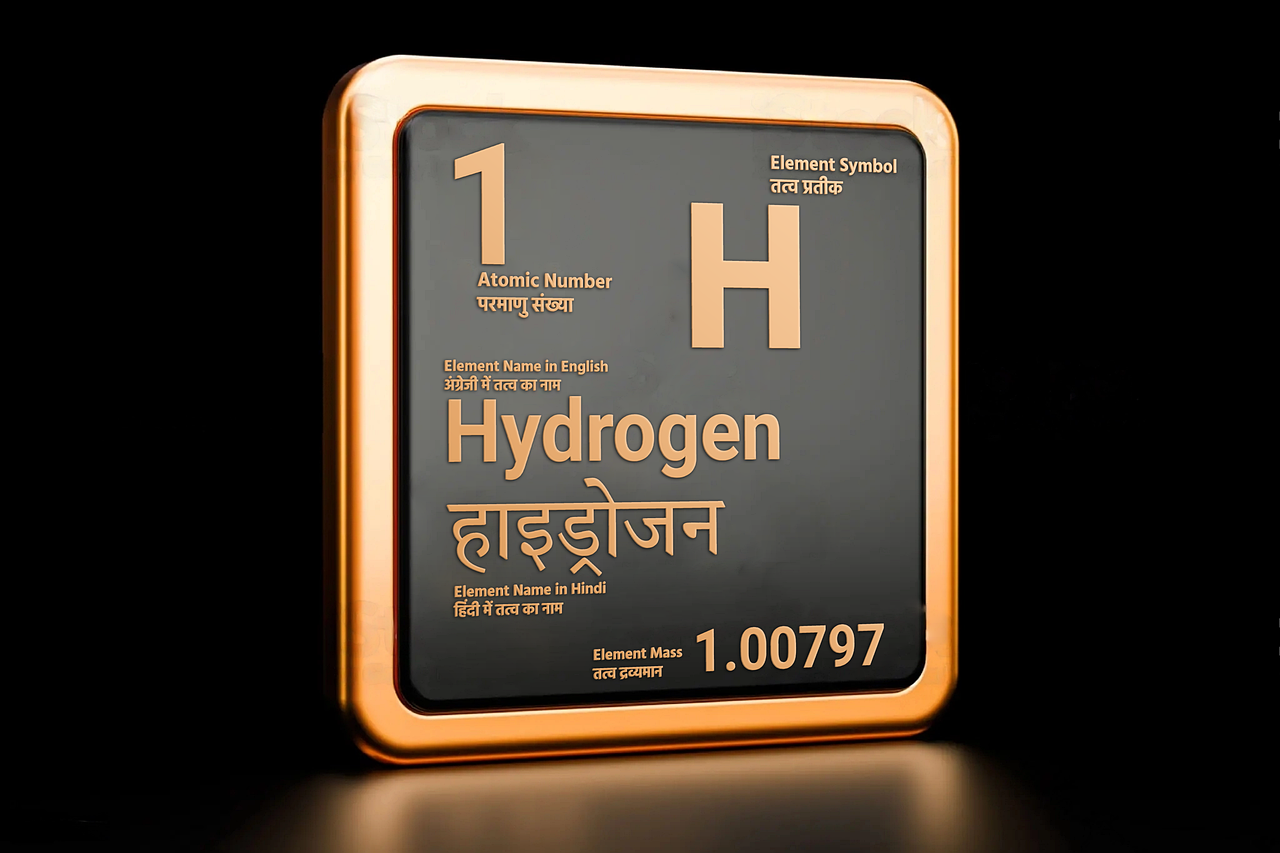 1
Atomic Number
परमाणु संख्या
Element Symbol
तत्व प्रतीक
H
Element Name in English
अंग्रेजी में तत्व का नाम
Hydrogen
हाइड्रोजन
Element Name in Hindi
हिंदी में तत्व का नाम
Element Mass
तत्व द्रव्यमान
1.00797